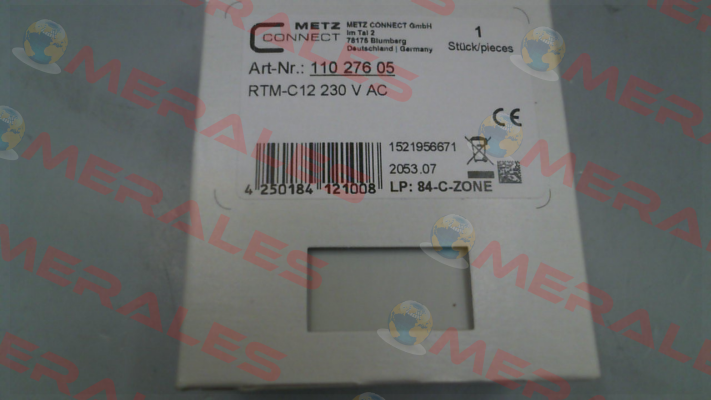 METZ CONNECT
METZ CONNECT GmbH
Im Tal 2
78176 Blumberg
Deutschland | Germany
1
Stück/pieces
Art-Nr.: 110 27 6 05
RTM-C12 230 V AC
CE
1521956671
2053.07
4 250184 121008
LP: 84-C-ZONE
MERALES
MERALES
MERALES
MERALES
MERALES